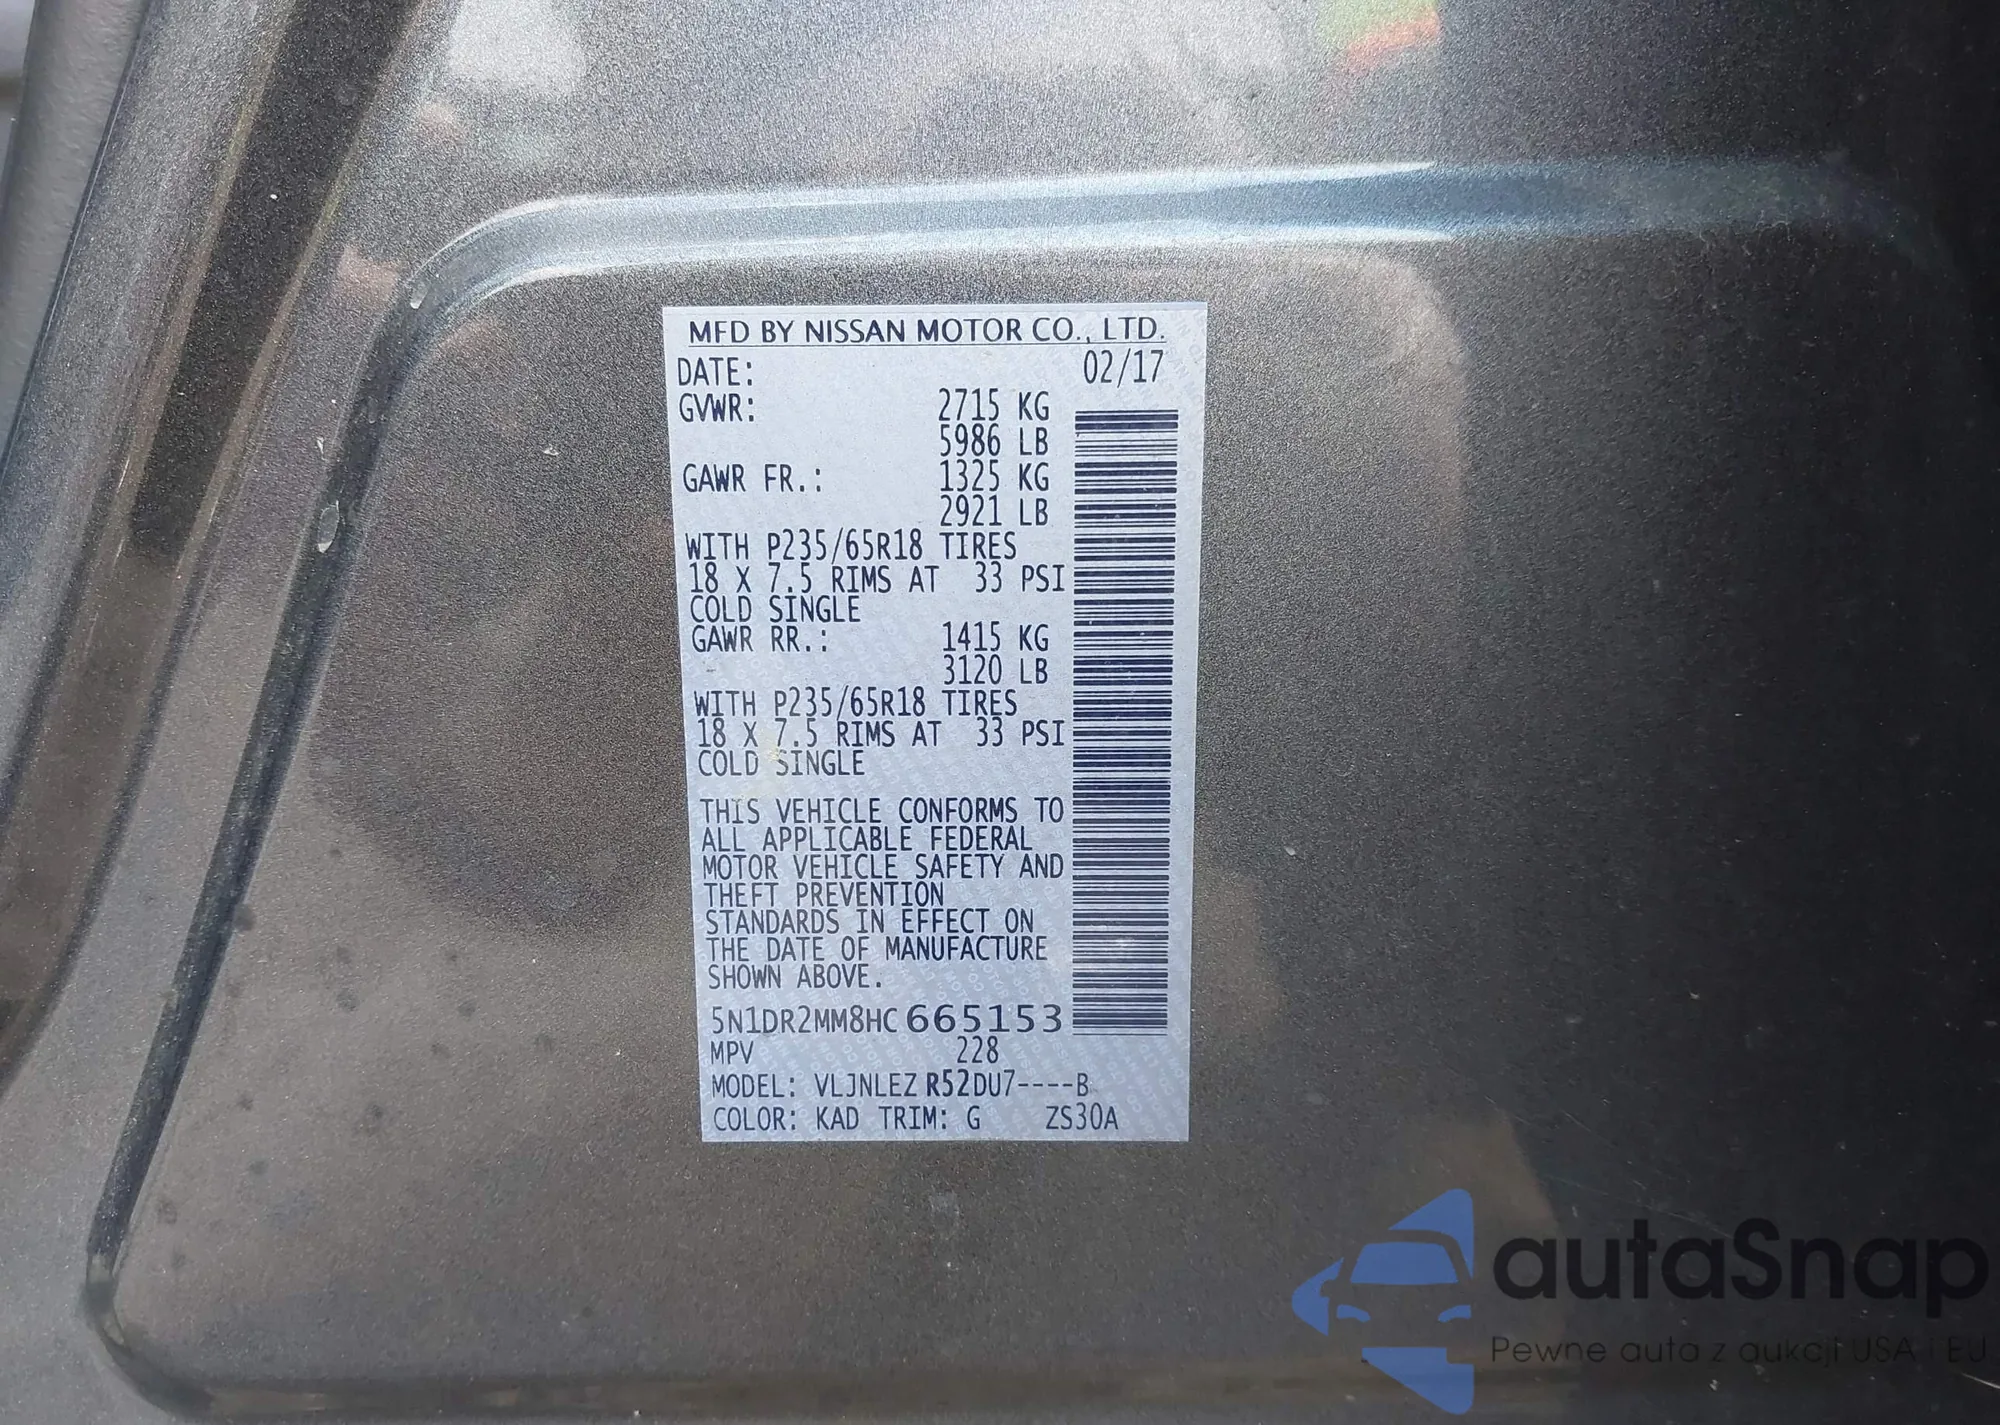 MFD BY NISSAN MOTOR CO., LTD.
DATE: 02/17
GVWR: 2715 KG
5986 LB
GAWR FR.: 1325 KG
2921 LB
WITH P235/65R18 TIRES
18 X 7.5 RIMS AT 33 PSI
COLD SINGLE
GAWR RR.: 1415 KG
3120 LB
WITH P235/65R18 TIRES
18 X 7.5 RIMS AT 33 PSI
COLD SINGLE
THIS VEHICLE CONFORMS TO
ALL APPLICABLE FEDERAL
MOTOR VEHICLE SAFETY AND
THEFT PREVENTION
STANDARDS IN EFFECT ON
THE DATE OF MANUFACTURE
SHOWN ABOVE.
5N1DR2MM8HC665153
MPV 228
MODEL: VLJNLEZ R52DU7----B
COLOR: KAD TRIM: G ZS30A
autaSnap
Pewne auta z aukcji USA i EU